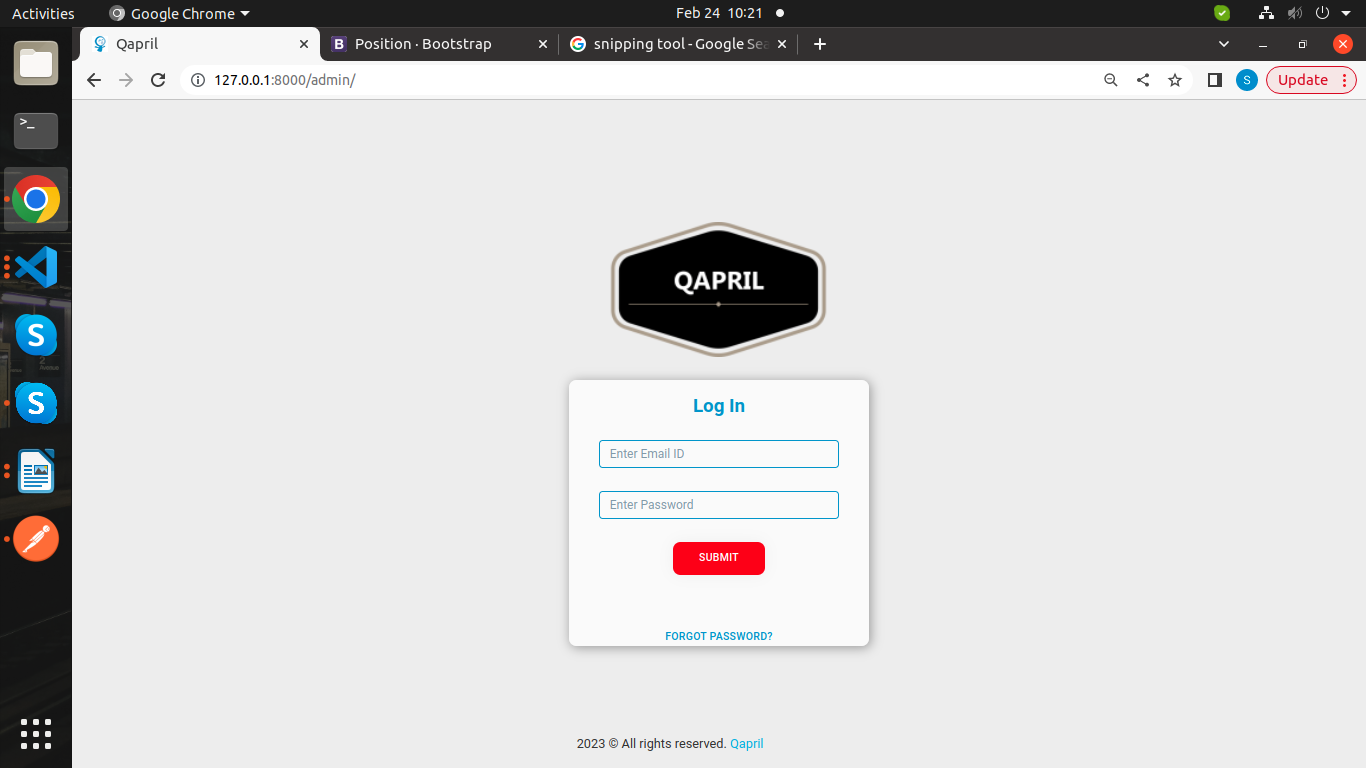 Activities
Google Chrome
Feb 24 10:21
Qapril
Position · Bootstrap
snipping tool - Google Sea
127.0.0.1:8000/admin/
S
Update
QAPRIL
Log In
Enter Email ID
Enter Password
SUBMIT
FORGOT PASSWORD?
2023 © All rights reserved. Qapril